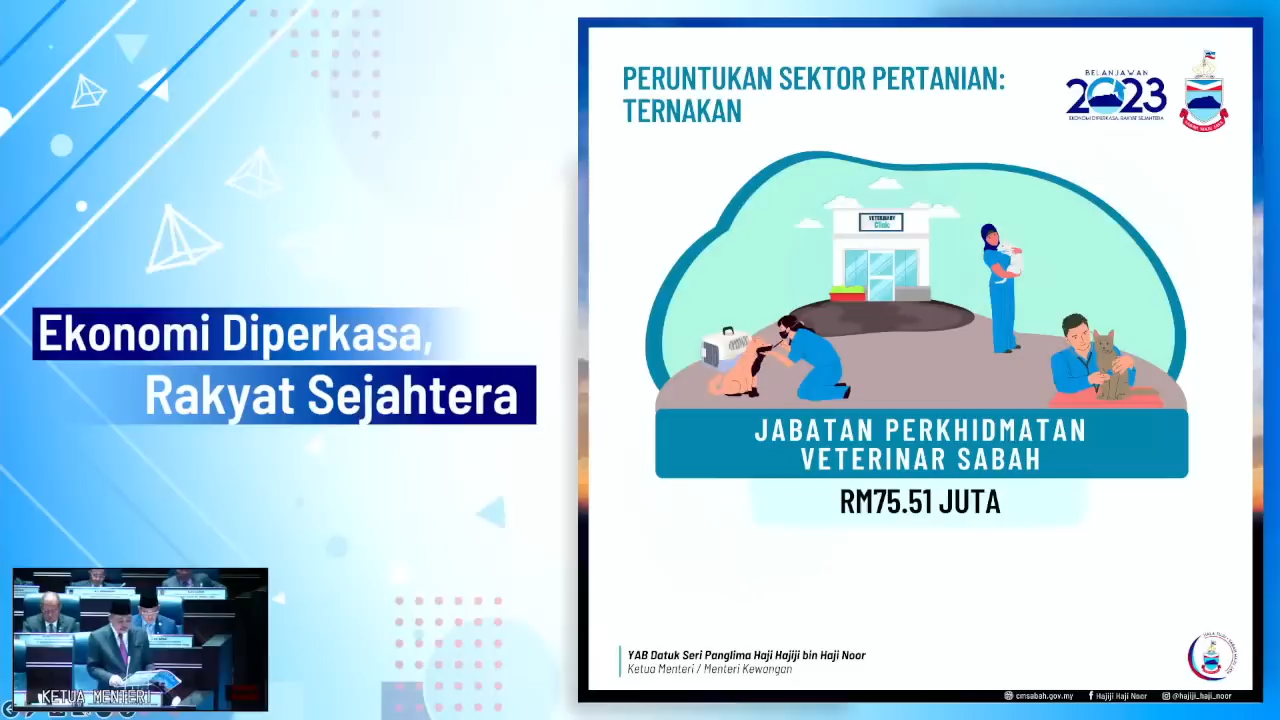 Ekonomi Diperkasa,
Rakyat Sejahtera
KETUA MENTERI
PERUNTUKAN SEKTOR PERTANIAN:
TERNAKAN
BELANJAWAN
2023
EKONOMI DIPERKASA, RAKYAT SEJAHTERA
VETERINARY
Clinic
JABATAN PERKHIDMATAN
VETERINAR SABAH
RM75.51 JUTA
YAB Datuk Seri Panglima Haji Hajiji bin Haji Noor
Ketua Menteri / Menteri Kewangan
cmsabah.gov.my
Hajiji Haji Noor
@hajiji_haji_noor